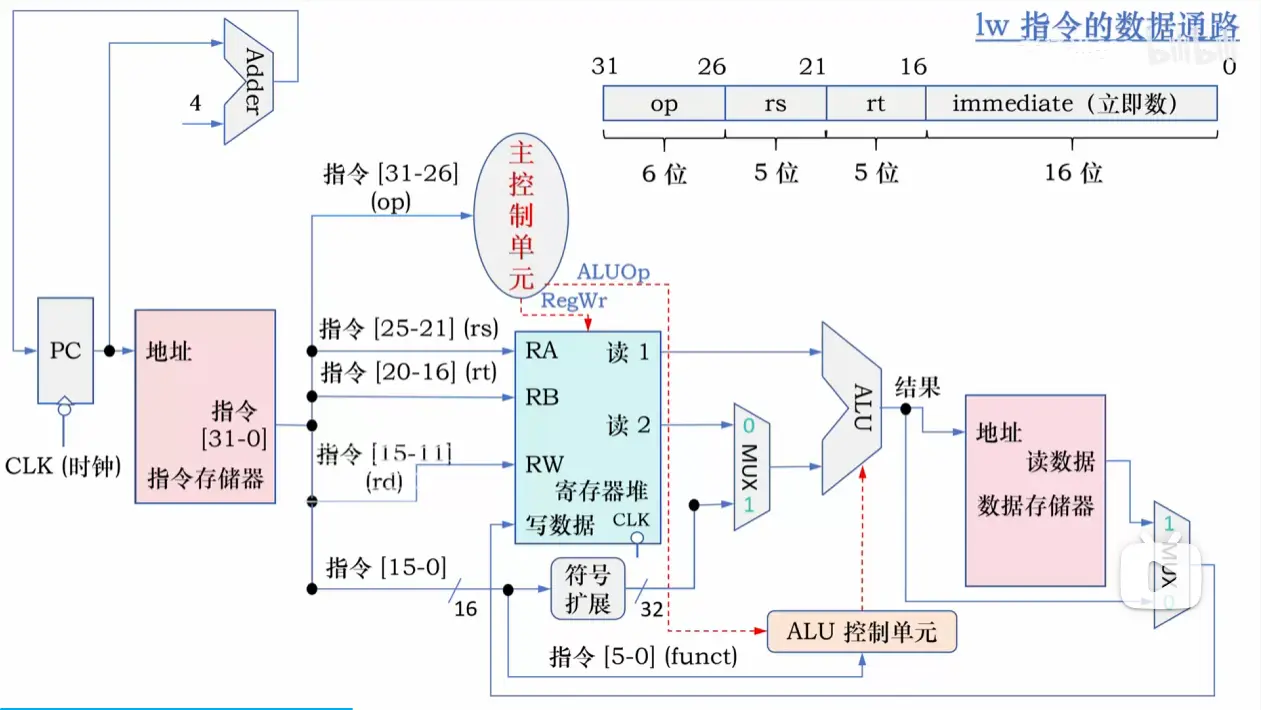 lw 指令的数据通路
31 26 21 16 0
op rs rt immediate（立即数）
6 位 5 位 5 位 16 位
Adder
4
主控制单元
指令 [31-26]
(op)
ALUOp
RegWr
PC
CLK (时钟)
地址
指令
[31-0]
指令存储器
指令 [25-21] (rs)
指令 [20-16] (rt)
指令 [15-11]
(rd)
指令 [15-0]
16
RA
读 1
RB
读 2
RW
寄存器堆
写数据
CLK
符号
扩展
32
0
MUX
1
ALU
结果
地址
读数据
数据存储器
1
MUX
0
ALU 控制单元
指令 [5-0] (funct)
bilibili